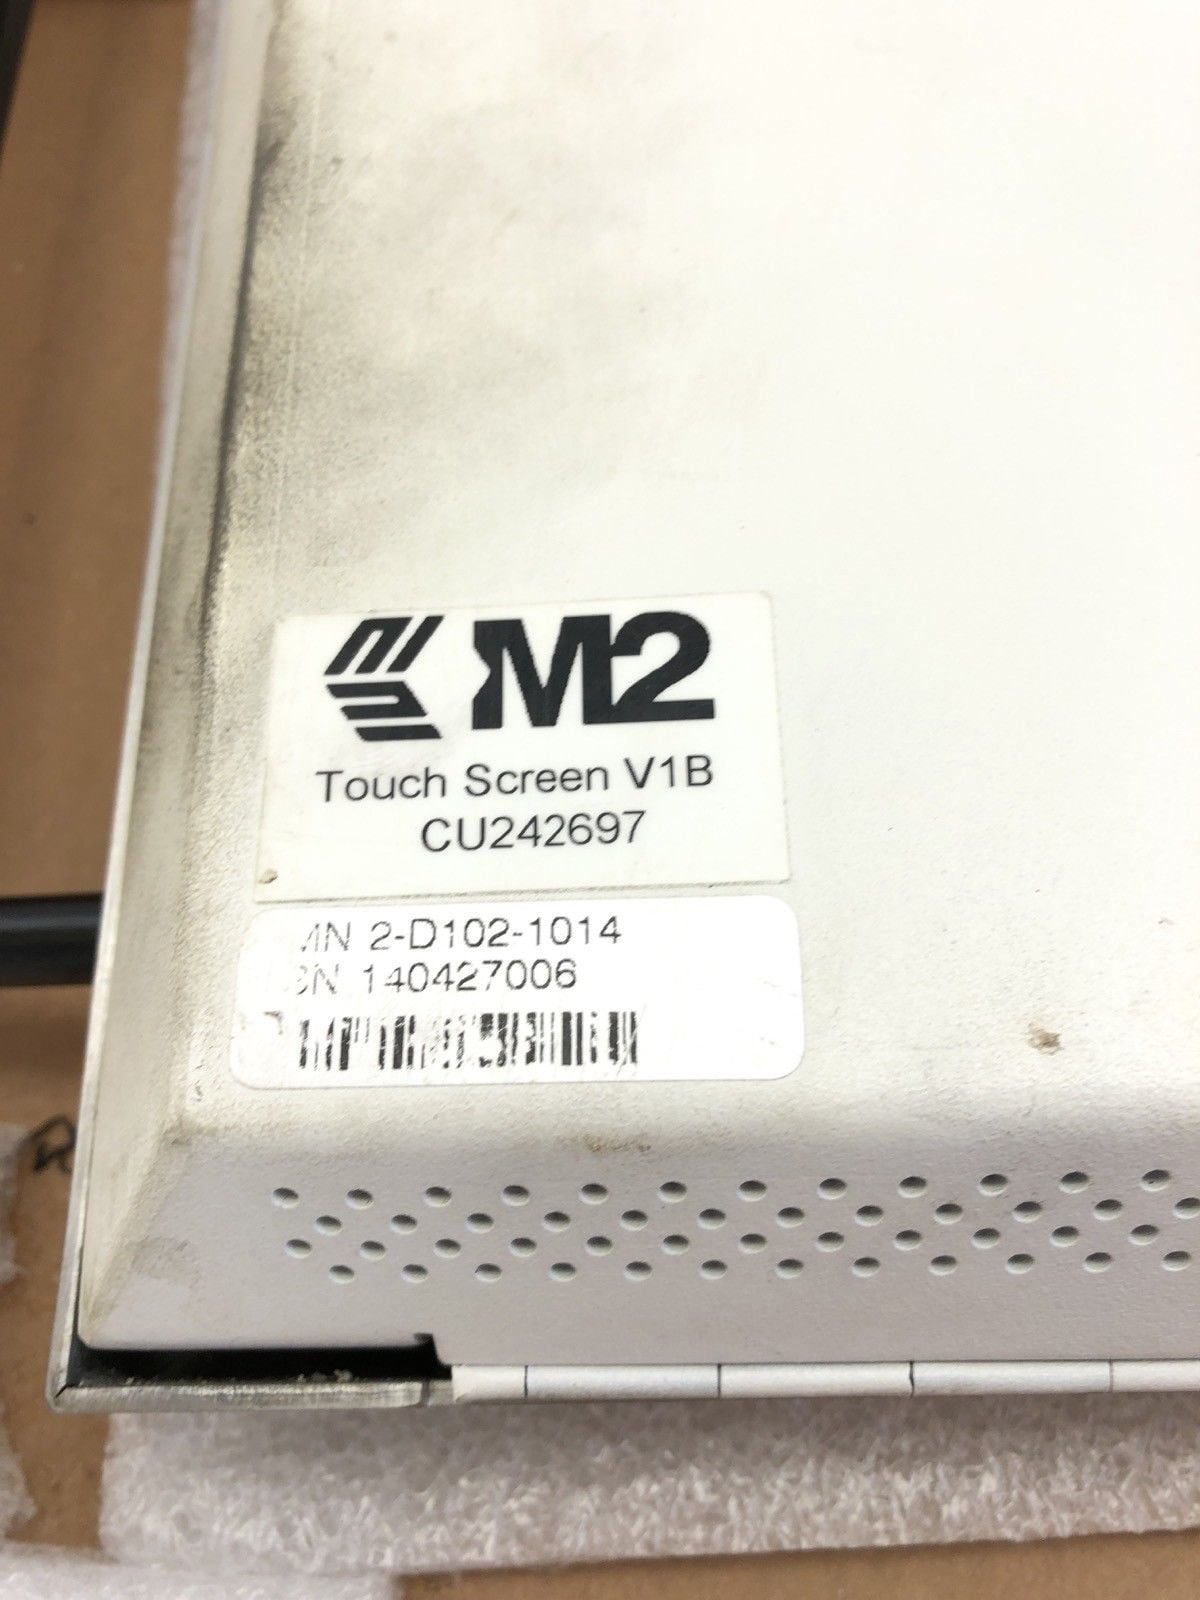 M2
Touch Screen V1B
CU242697
MN 2-D102-1014
SN 140427006